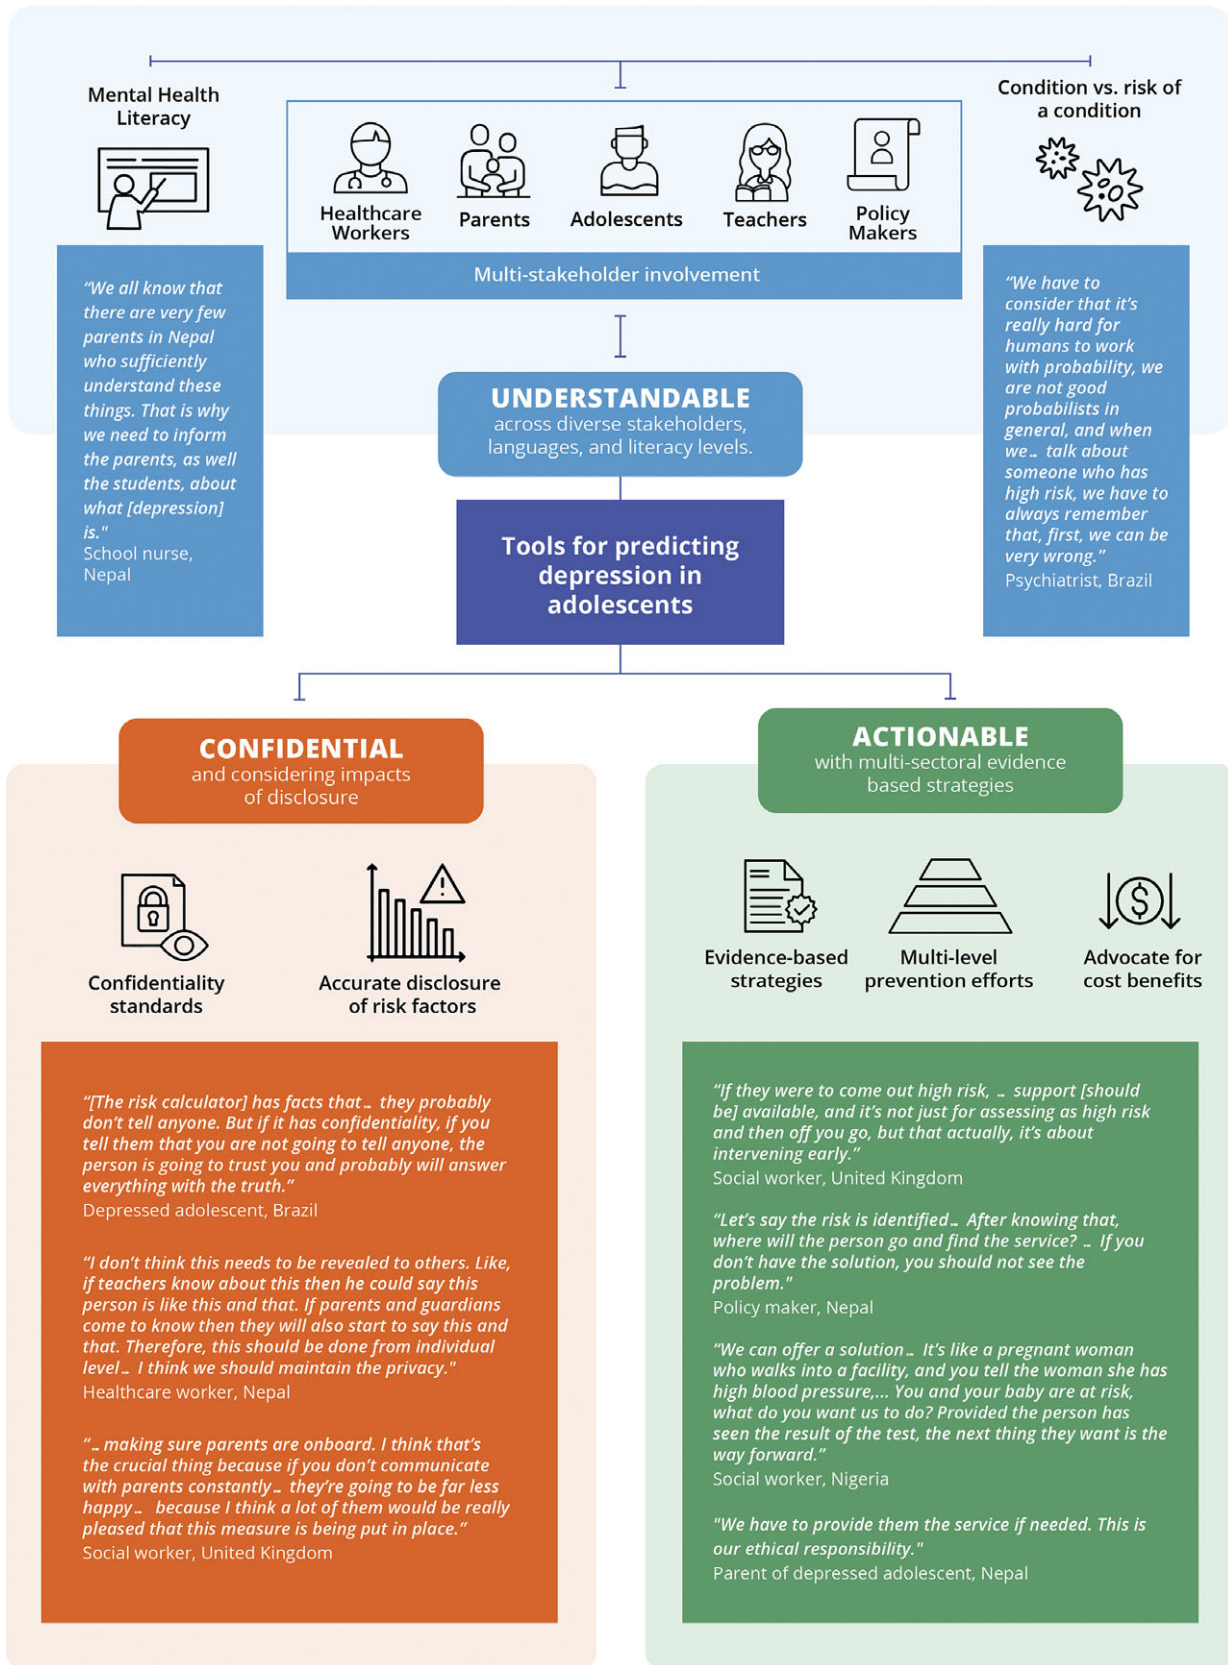 Mental Health
Literacy
Condition vs. risk of
a condition
Healthcare
Workers
Parents
Adolescents
Teachers
Policy
Makers
Multi-stakeholder involvement
“We all know that
there are very few
parents in Nepal
who sufficiently
understand these
things. That is why
we need to inform
the parents, as well
the students, about
what [depression]
is."
School nurse,
Nepal
“We have to
consider that it’s
really hard for
humans to work
with probability, we
are not good
probabilists in
general, and when
we… talk about
someone who has
high risk, we have to
always remember
that, first, we can be
very wrong.”
Psychiatrist, Brazil
UNDERSTANDABLE
across diverse stakeholders,
languages, and literacy levels.
Tools for predicting
depression in
adolescents
CONFIDENTIAL
and considering impacts
of disclosure
Confidentiality
standards
Accurate disclosure
of risk factors
“[The risk calculator] has facts that… they probably
don’t tell anyone. But if it has confidentiality, if you
tell them that you are not going to tell anyone, the
person is going to trust you and probably will answer
everything with the truth.”
Depressed adolescent, Brazil
“I don’t think this needs to be revealed to others. Like,
if teachers know about this then he could say this
person is like this and that. If parents and guardians
come to know then they will also start to say this and
that. Therefore, this should be done from individual
level… I think we should maintain the privacy."
Healthcare worker, Nepal
“… making sure parents are onboard. I think that’s
the crucial thing because if you don’t communicate
with parents constantly… they’re going to be far less
happy… because I think a lot of them would be really
pleased that this measure is being put in place.”
Social worker, United Kingdom
ACTIONABLE
with multi-sectoral evidence
based strategies
$
Evidence-based
strategies
Multi-level
prevention efforts
Advocate for
cost benefits
“If they were to come out high risk, … support [should
be] available, and it’s not just for assessing as high risk
and then off you go, but that actually, it’s about
intervening early.”
Social worker, United Kingdom
“Let’s say the risk is identified… After knowing that,
where will the person go and find the service? … If you
don’t have the solution, you should not see the
problem."
Policy maker, Nepal
“We can offer a solution… It’s like a pregnant woman
who walks into a facility, and you tell the woman she has
high blood pressure,... You and your baby are at risk,
what do you want us to do? Provided the person has
seen the result of the test, the next thing they want is the
way forward.”
Social worker, Nigeria
"We have to provide them the service if needed. This is
our ethical responsibility."
Parent of depressed adolescent, Nepal